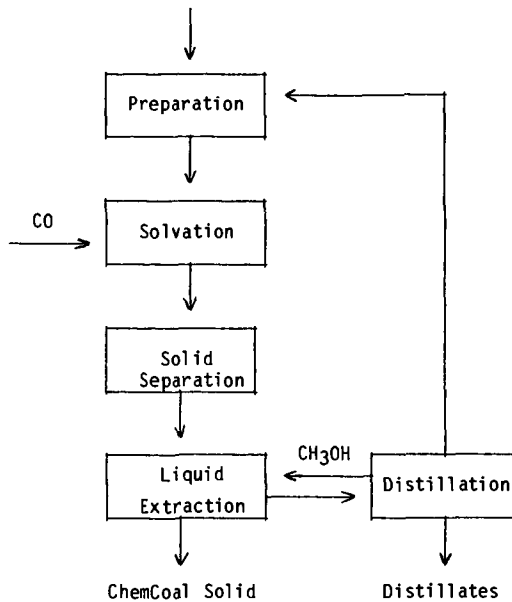 Preparation
CO
Solvation
Solid
Separation
CH3OH
Liquid
Extraction
Distillation
ChemCoal Solid
Distillates